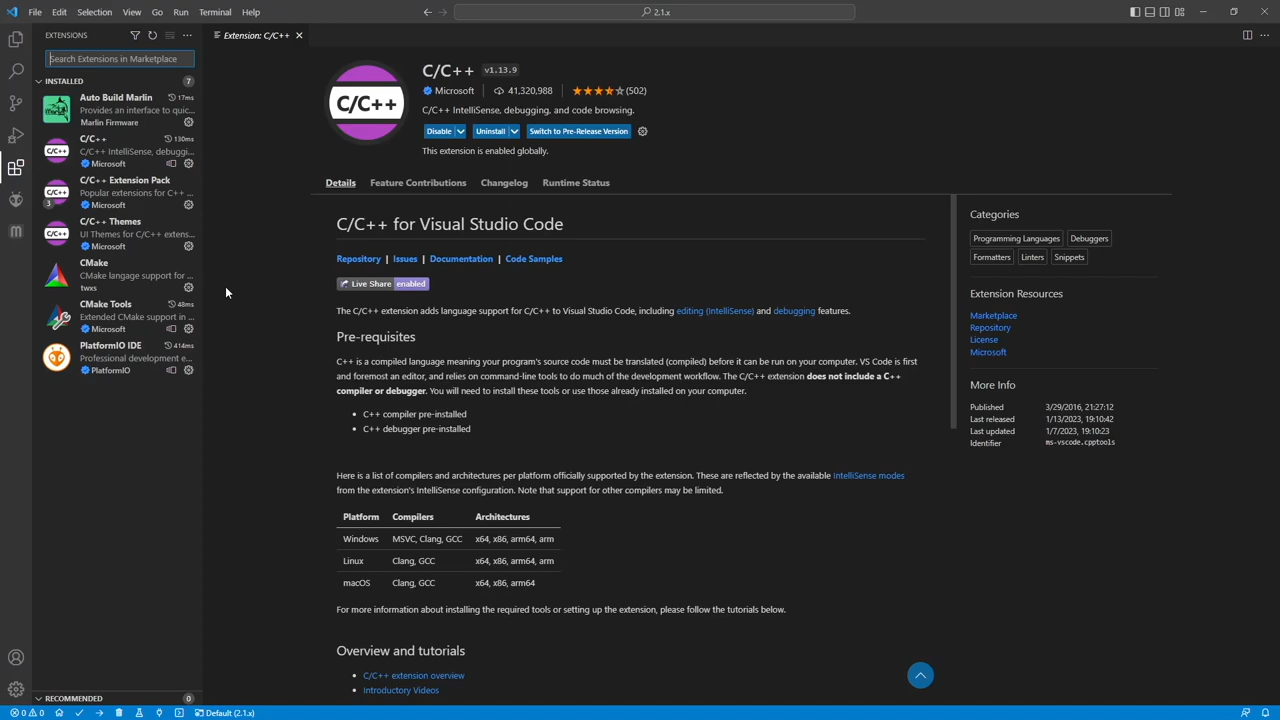 File Edit Selection View Go Run Terminal Help
2.1.x
EXTENSIONS
Search Extensions in Marketplace
INSTALLED 7
Auto Build Marlin 17ms
Provides an interface to quic...
Marlin Firmware
C/C++ 130ms
C/C++ IntelliSense, debuggi...
Microsoft
C/C++ Extension Pack
Popular extensions for C++ ...
3 Microsoft
C/C++ Themes
UI Themes for C/C++ extens...
Microsoft
CMake
CMake langage support for ...
twxs
CMake Tools 48ms
Extended CMake support in ...
Microsoft
PlatformIO IDE 414ms
Professional development e...
PlatformIO
RECOMMENDED 0
Extension: C/C++
C/C++
C/C++ v1.13.9
Microsoft 41,320,988 (502)
C/C++ IntelliSense, debugging, and code browsing.
Disable Uninstall Switch to Pre-Release Version
This extension is enabled globally.
Details Feature Contributions Changelog Runtime Status
C/C++ for Visual Studio Code
Repository | Issues | Documentation | Code Samples
Live Share enabled
The C/C++ extension adds language support for C/C++ to Visual Studio Code, including editing (IntelliSense) and debugging features.
Pre-requisites
C++ is a compiled language meaning your program's source code must be translated (compiled) before it can be run on your computer. VS Code is first
and foremost an editor, and relies on command-line tools to do much of the development workflow. The C/C++ extension does not include a C++
compiler or debugger. You will need to install these tools or use those already installed on your computer.
• C++ compiler pre-installed
• C++ debugger pre-installed
Here is a list of compilers and architectures per platform officially supported by the extension. These are reflected by the available IntelliSense modes
from the extension's IntelliSense configuration. Note that support for other compilers may be limited.
Platform Compilers Architectures
Windows MSVC, Clang, GCC x64, x86, arm64, arm
Linux Clang, GCC x64, x86, arm64, arm
macOS Clang, GCC x64, x86, arm64
For more information about installing the required tools or setting up the extension, please follow the tutorials below.
Overview and tutorials
• C/C++ extension overview
• Introductory Videos
Categories
Programming Languages Debuggers
Formatters Linters Snippets
Extension Resources
Marketplace
Repository
License
Microsoft
More Info
Published 3/29/2016, 21:27:12
Last released 1/13/2023, 19:10:42
Last updated 1/7/2023, 19:10:23
Identifier ms-vscode.cpptools
0 0 Default (2.1.x)